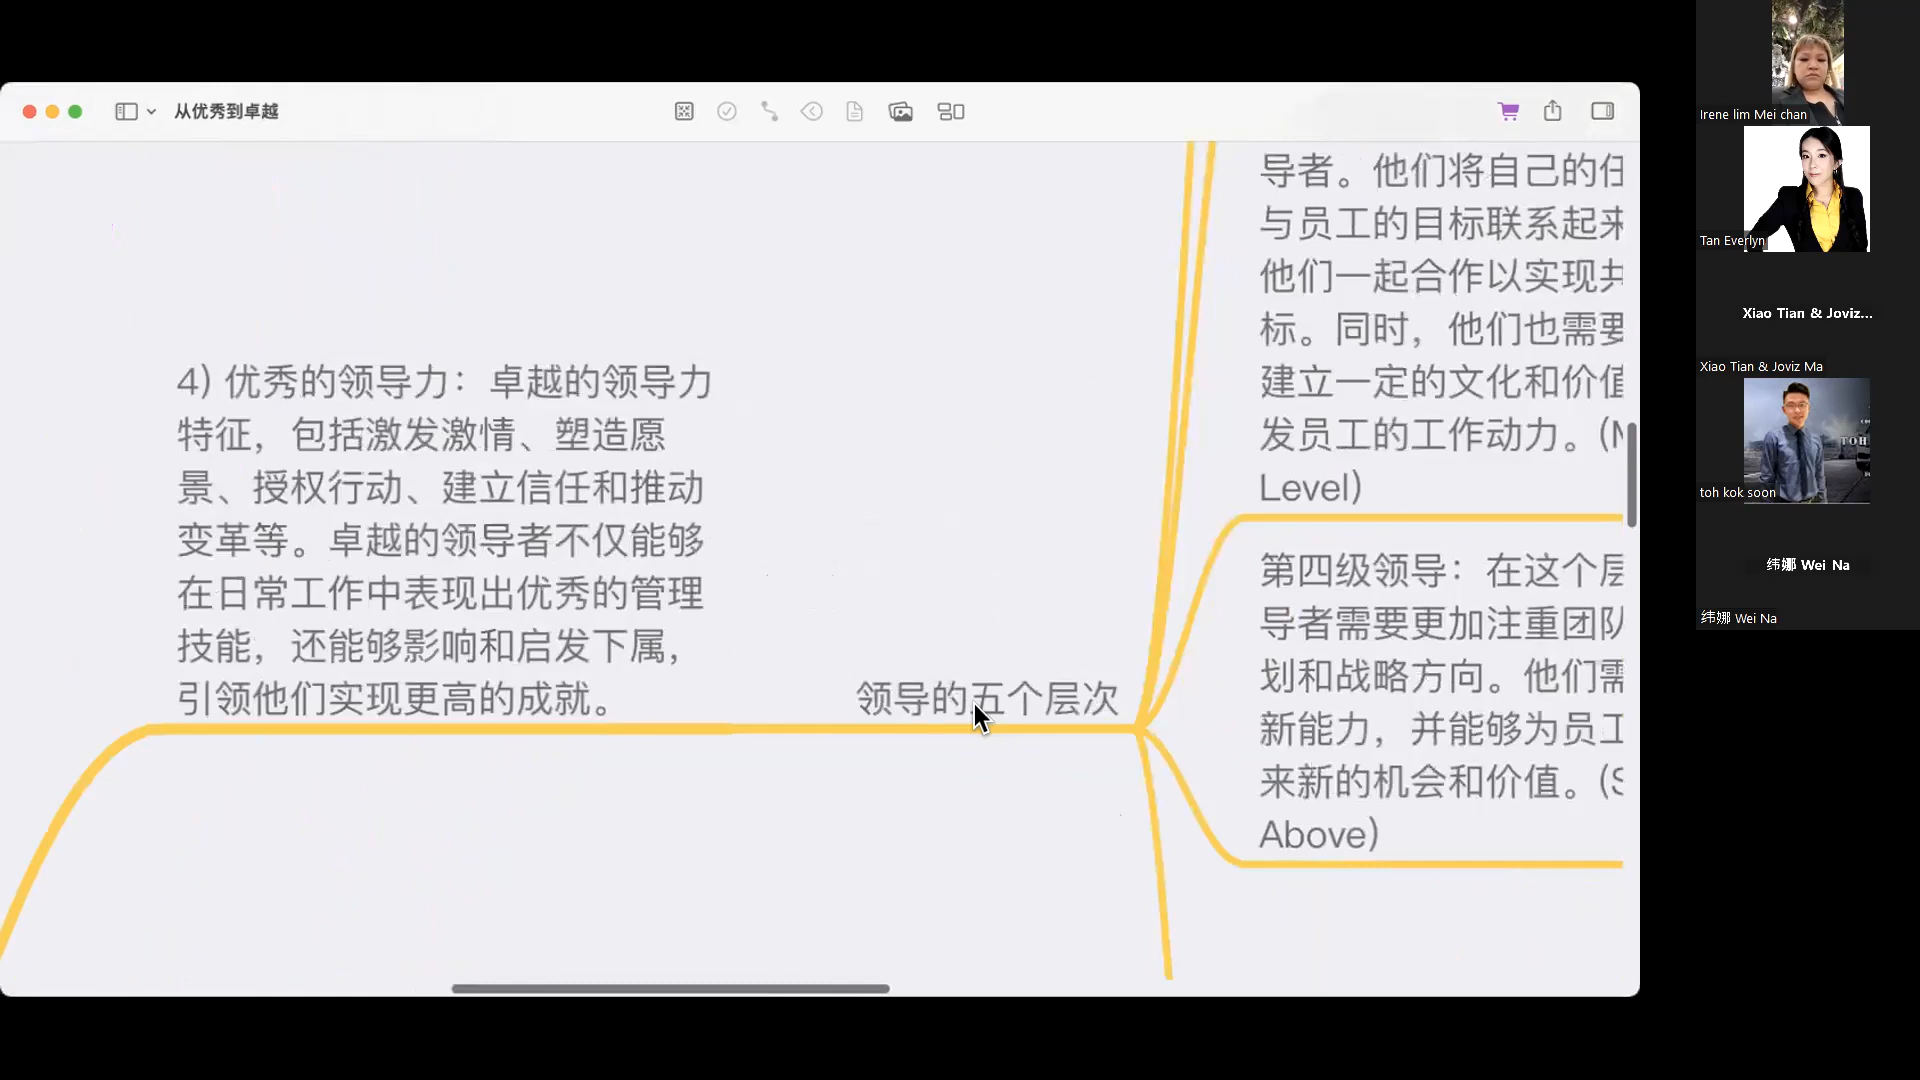 从优秀到卓越
4) 优秀的领导力：卓越的领导力
特征，包括激发激情、塑造愿
景、授权行动、建立信任和推动
变革等。卓越的领导者不仅能够
在日常工作中表现出优秀的管理
技能，还能够影响和启发下属，
引领他们实现更高的成就。
领导的五个层次
导者。他们将自己的任
与员工的目标联系起来
他们一起合作以实现共
标。同时，他们也需要
建立一定的文化和价值
发员工的工作动力。(M
Level)
第四级领导：在这个层
导者需要更加注重团队
划和战略方向。他们需
新能力，并能够为员工
来新的机会和价值。(S
Above)
Irene lim Mei chan
Tan Everlyn
Xiao Tian & Joviz...
Xiao Tian & Joviz Ma
TOH
toh kok soon
纬娜 Wei Na
纬娜 Wei Na